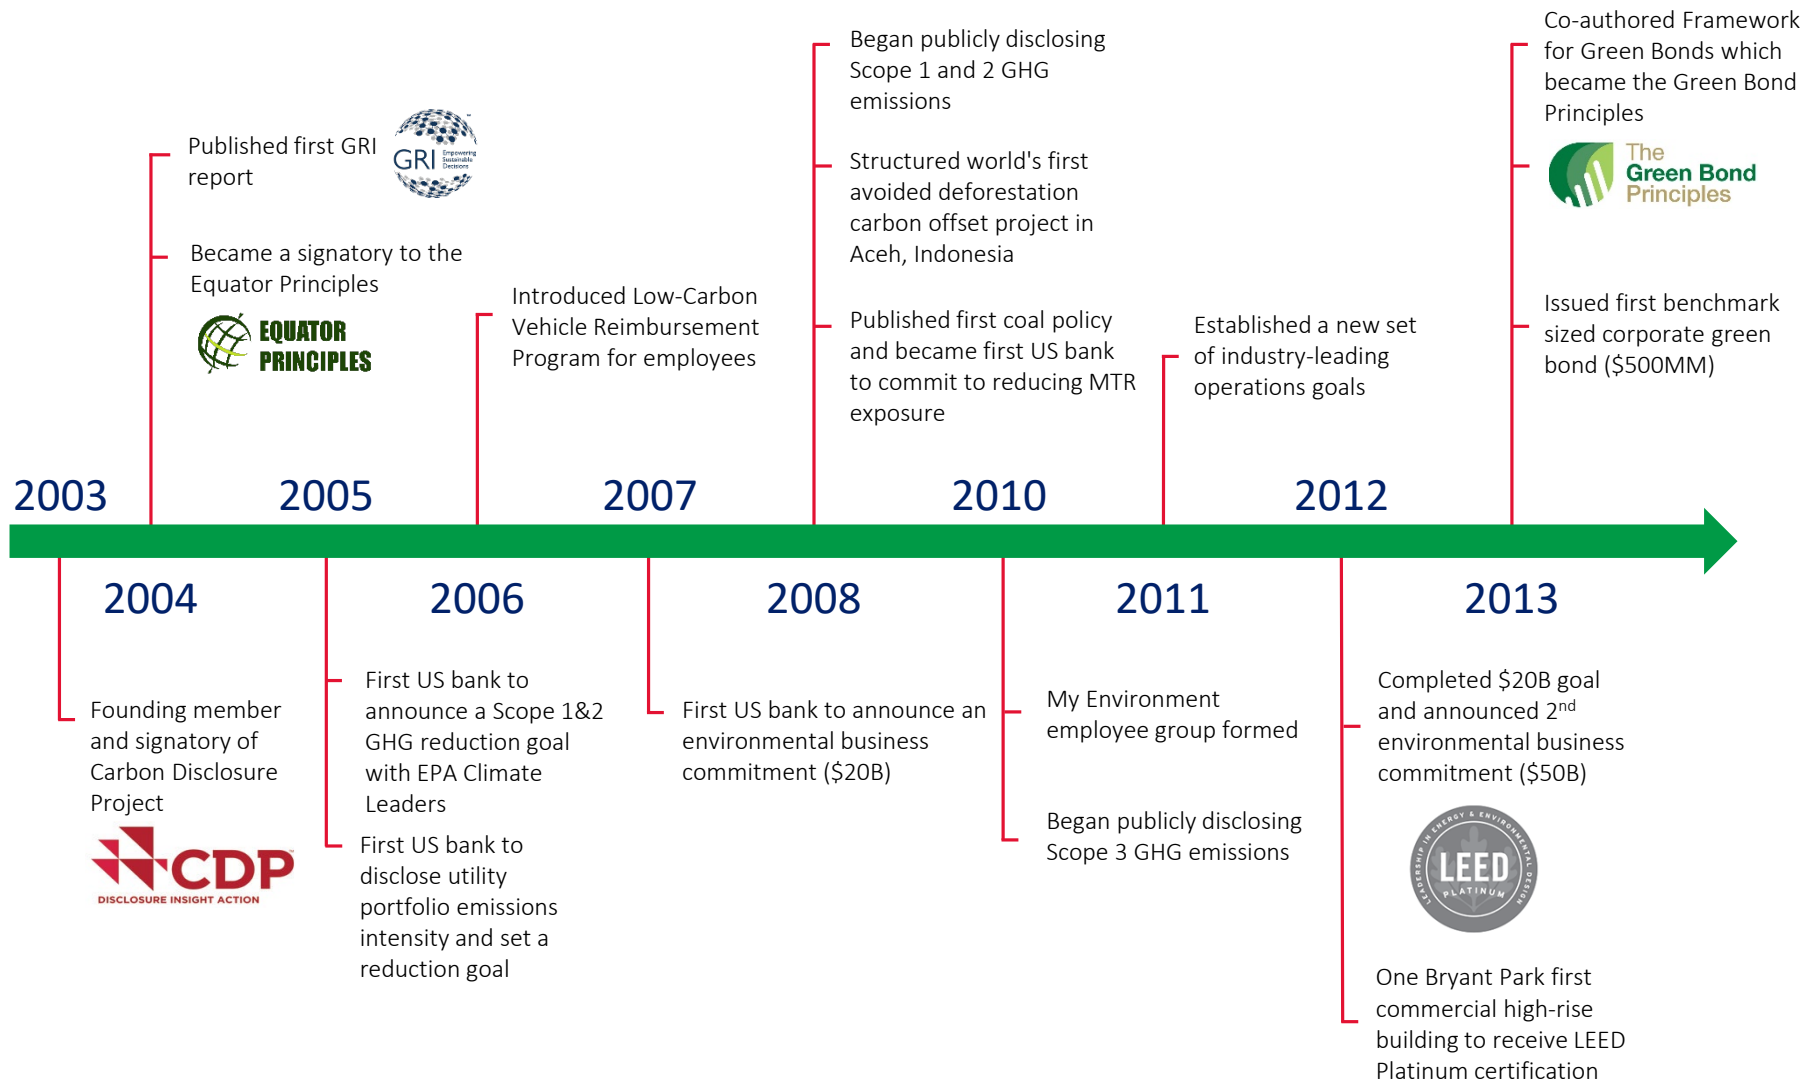 Co-authored Framework
for Green Bonds which
became the Green Bond
Principles
The
Green Bond
Principles
Issued first benchmark
sized corporate green
bond ($500MM)
Began publicly disclosing
Scope 1 and 2 GHG
emissions
Structured world's first
avoided deforestation
carbon offset project in
Aceh, Indonesia
Published first coal policy
and became first US bank
to commit to reducing MTR
exposure
Published first GRI
report
GRI
Empowering
Sustainable
Decisions
Became a signatory to the
Equator Principles
EQUATOR
PRINCIPLES
Introduced Low-Carbon
Vehicle Reimbursement
Program for employees
Established a new set
of industry-leading
operations goals
2003
2005
2007
2010
2012
2004
2006
2008
2011
2013
Founding member
and signatory of
Carbon Disclosure
Project
CDP
DISCLOSURE INSIGHT ACTION
First US bank to
announce a Scope 1&2
GHG reduction goal
with EPA Climate
Leaders
First US bank to
disclose utility
portfolio emissions
intensity and set a
reduction goal
First US bank to announce an
environmental business
commitment ($20B)
My Environment
employee group formed
Began publicly disclosing
Scope 3 GHG emissions
Completed $20B goal
and announced 2nd
environmental business
commitment ($50B)
LEADERSHIP IN ENERGY & ENVIRONMENTAL DESIGN
LEED
PLATINUM
One Bryant Park first
commercial high-rise
building to receive LEED
Platinum certification